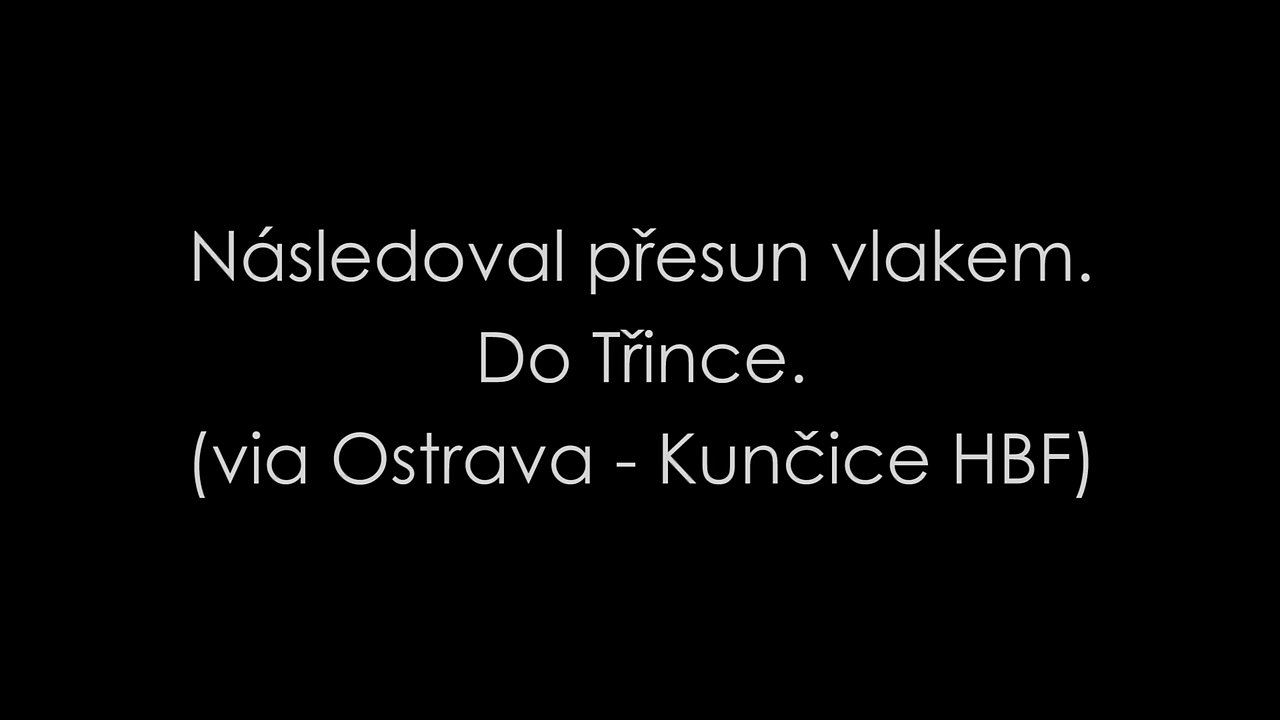 Následoval přesun vlakem.
Do Třince.
(via Ostrava - Kunčice HBF)